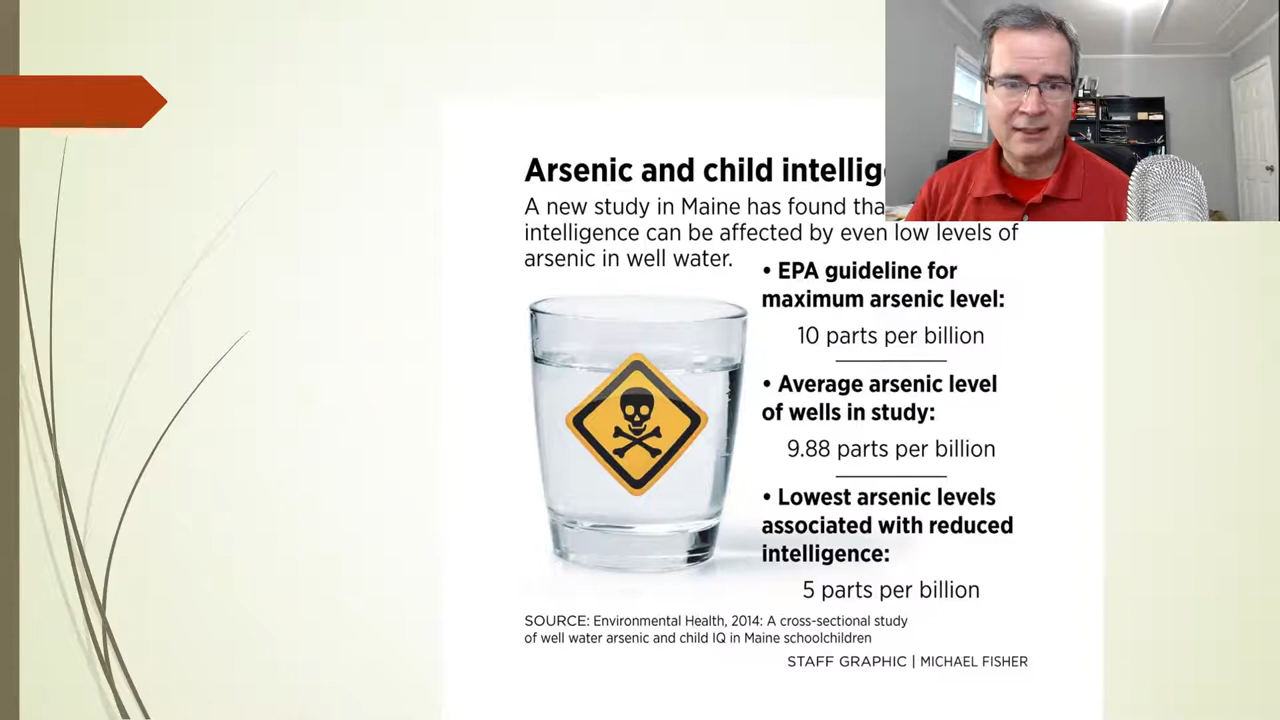 Arsenic and child
A new study in Maine has found
intelligence can be affected by even low levels of
arsenic in well water.
• EPA guideline for
maximum arsenic level:
10 parts per billion
• Average arsenic level
of wells in study:
9.88 parts per billion
• Lowest arsenic levels
associated with reduced
intelligence:
5 parts per billion
SOURCE: Environmental Health, 2014: A cross-sectional study
of well water arsenic and child IQ in Maine schoolchildren
STAFF GRAPHIC | MICHAEL FISHER